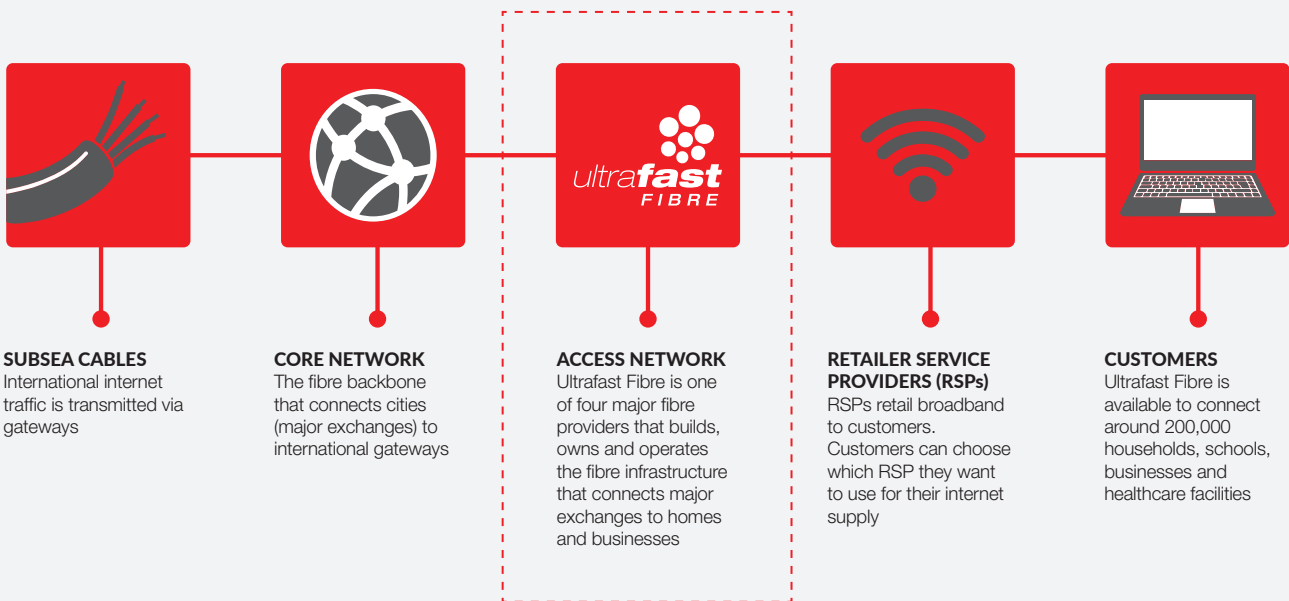 ultrafast
FIBRE
SUBSEA CABLES
International internet
traffic is transmitted via
gateways
CORE NETWORK
The fibre backbone
that connects cities
(major exchanges) to
international gateways
ACCESS NETWORK
Ultrafast Fibre is one
of four major fibre
providers that builds,
owns and operates
the fibre infrastructure
that connects major
exchanges to homes
and businesses
RETAILER SERVICE
PROVIDERS (RSPs)
RSPs retail broadband
to customers.
Customers can choose
which RSP they want
to use for their internet
supply
CUSTOMERS
Ultrafast Fibre is
available to connect
around 200,000
households, schools,
businesses and
healthcare facilities